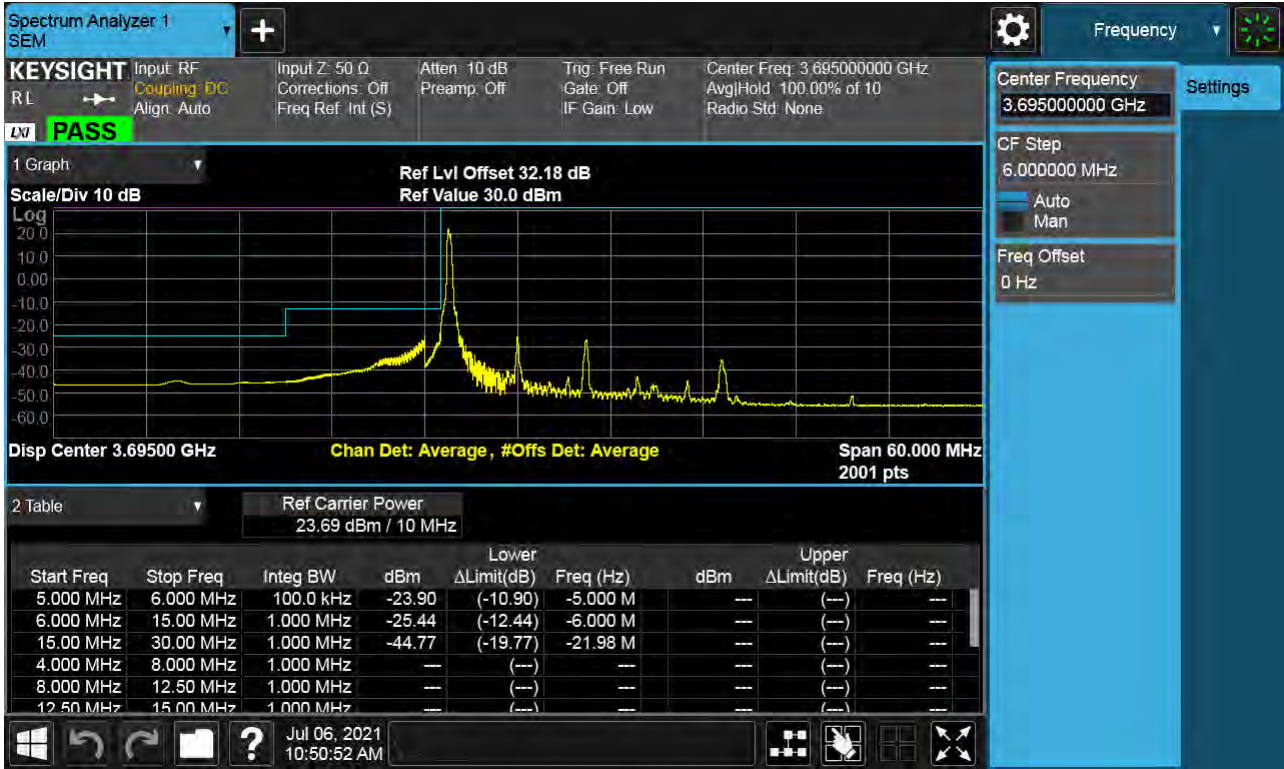 Spectrum Analyzer 1
SEM
+
Frequency
KEYSIGHT
RL
LXI
PASS
Input: RF
Coupling: DC
Align: Auto
Input Z: 50 Ω
Corrections: Off
Freq Ref: Int (S)
Atten: 10 dB
Preamp: Off
Trig: Free Run
Gate: Off
IF Gain: Low
Center Freq: 3.695000000 GHz
Avg|Hold: 100.00% of 10
Radio Std: None
Center Frequency
3.695000000 GHz
Settings
CF Step
6.000000 MHz
Auto
Man
Freq Offset
0 Hz
1 Graph
Scale/Div 10 dB
Ref Lvl Offset 32.18 dB
Ref Value 30.0 dBm
Log
20.0
10.0
0.00
-10.0
-20.0
-30.0
-40.0
-50.0
-60.0
Disp Center 3.69500 GHz
Chan Det: Average, #Offs Det: Average
Span 60.000 MHz
2001 pts
2 Table
Ref Carrier Power
23.69 dBm / 10 MHz
Lower Upper
Start Freq Stop Freq Integ BW dBm ΔLimit(dB) Freq (Hz) dBm ΔLimit(dB) Freq (Hz)
5.000 MHz 6.000 MHz 100.0 kHz -23.90 (-10.90) -5.000 M --- (---) ---
6.000 MHz 15.00 MHz 1.000 MHz -25.44 (-12.44) -6.000 M --- (---) ---
15.00 MHz 30.00 MHz 1.000 MHz -44.77 (-19.77) -21.98 M --- (---) ---
4.000 MHz 8.000 MHz 1.000 MHz --- (---) --- --- (---) ---
8.000 MHz 12.50 MHz 1.000 MHz --- (---) --- --- (---) ---
12.50 MHz 15.00 MHz 1.000 MHz --- (---) --- --- (---) ---
?
Jul 06, 2021
10:50:52 AM